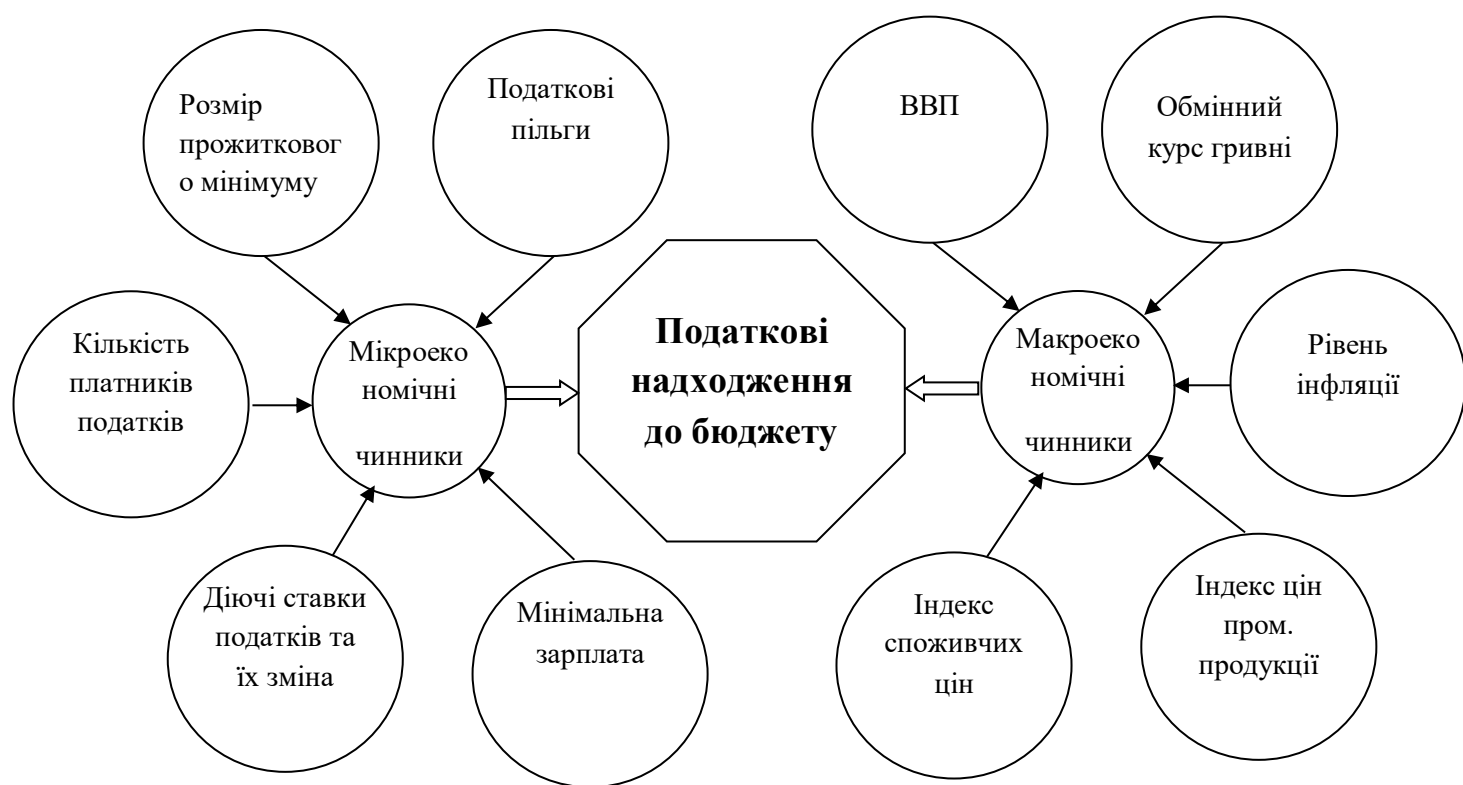 Розмір
прожитковог
о мінімуму
Податкові
пільги
ВВП
Обмінний
курс гривні
Кількість
платників
податків
Мікроеко
номічні
чинники
Податкові
надходження
до бюджету
Макроеко
номічні
чинники
Рівень
інфляції
Діючі ставки
податків та
їх зміна
Мінімальна
зарплата
Індекс
споживчих
цін
Індекс цін
пром.
продукції